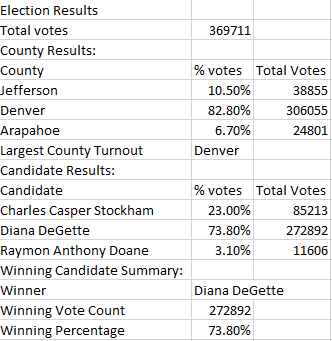 Election Results
Total votes 369711
County Results:
County % votes Total Votes
Jefferson 10.50% 38855
Denver 82.80% 306055
Arapahoe 6.70% 24801
Largest County Turnout Denver
Candidate Results:
Candidate % votes Total Votes
Charles Casper Stockham 23.00% 85213
Diana DeGette 73.80% 272892
Raymon Anthony Doane 3.10% 11606
Winning Candidate Summary:
Winner Diana DeGette
Winning Vote Count 272892
Winning Percentage 73.80%